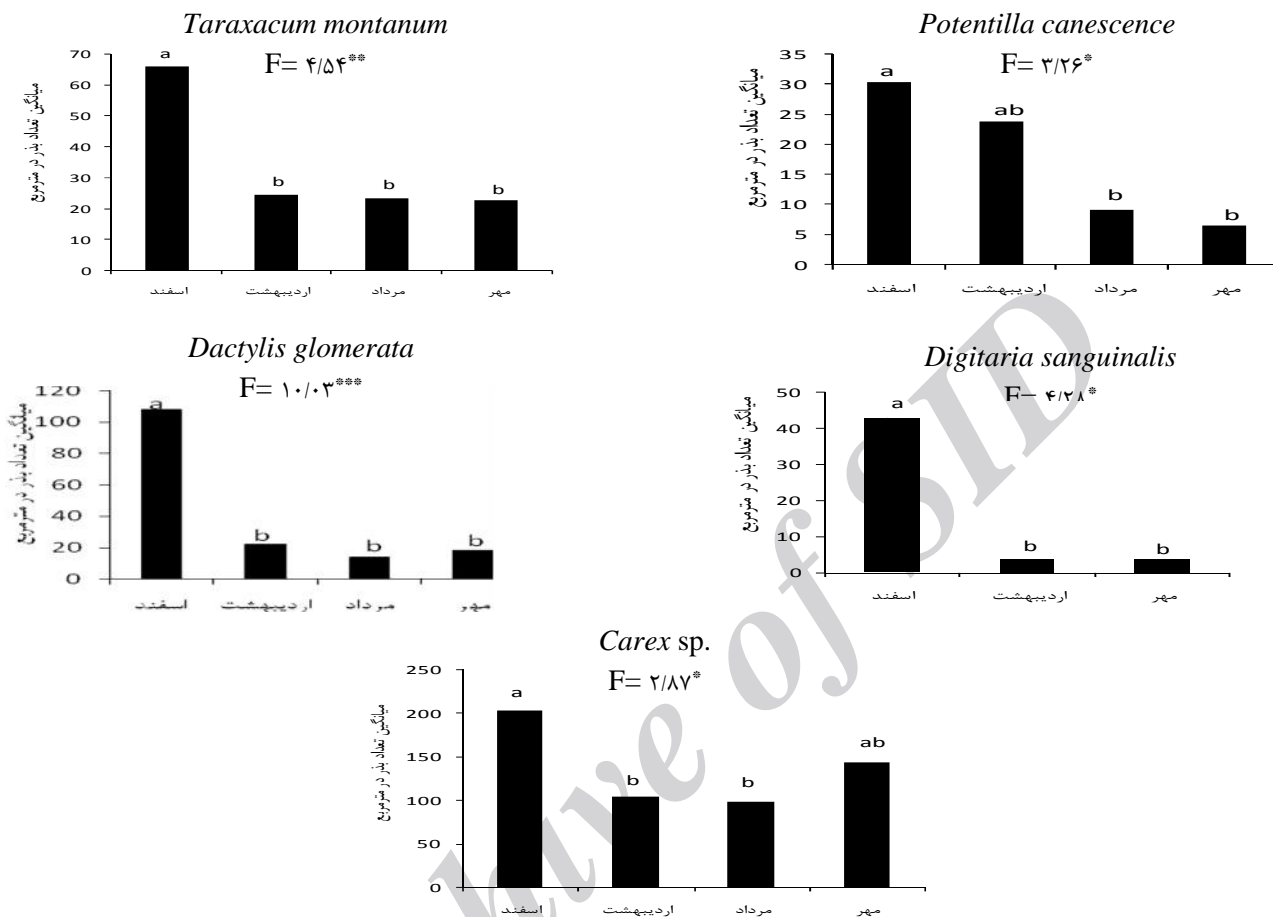 Taraxacum montanum
F= ۴/۵۴**
میانگین تعداد بذر در مترمربع
70
60
50
40
30
20
10
0
a
b
b
b
اسفند اردیبهشت مرداد مهر
Potentilla canescence
F= ۳/۲۶*
میانگین تعداد بذر در مترمربع
35
30
25
20
15
10
5
0
a
ab
b
b
اسفند اردیبهشت مرداد مهر
Dactylis glomerata
F= ۱۰/۰۳***
میانگین تعداد بذر در مترمربع
120
100
80
60
40
20
0
a
b
b
b
اسفند اردیبهشت مرداد مهر
Digitaria sanguinalis
F= ۴/۲۸*
میانگین تعداد بذر در مترمربع
50
40
30
20
10
0
a
b
b
اسفند اردیبهشت مهر
Carex sp.
F= ۲/۸۷*
میانگین تعداد بذر در مترمربع
250
200
150
100
50
0
a
b
b
ab
اسفند اردیبهشت مرداد مهر
hive of SID